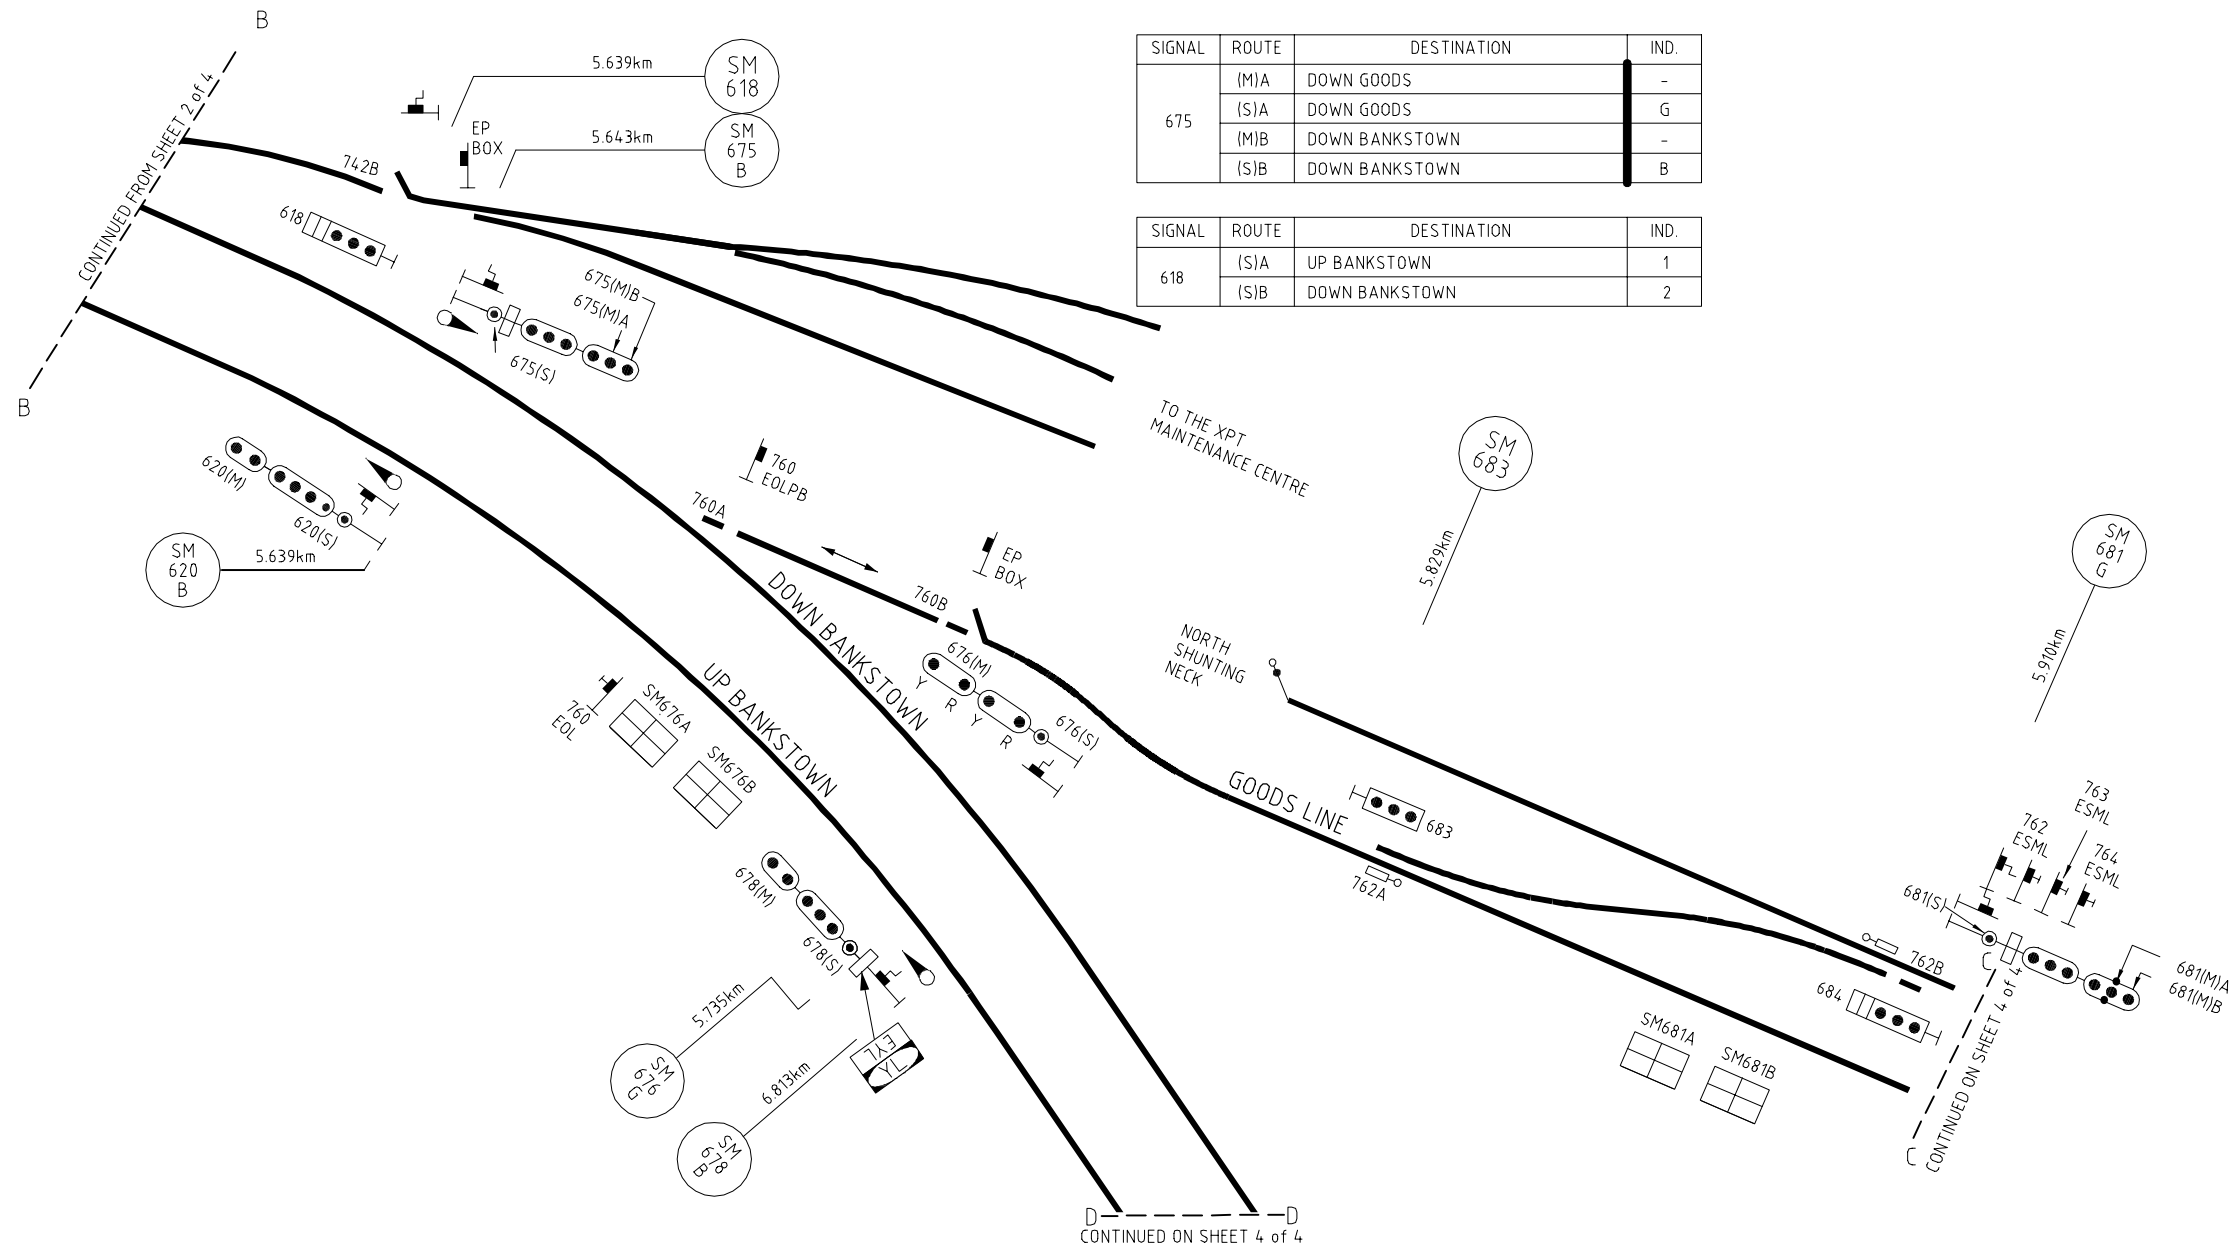 B
CONTINUED FROM SHEET 2 of 4
B
5.639km
SM
618
EP
BOX
5.643km
SM
675
B
742B
618
675(M)B
675(M)A
675(S)
SIGNAL ROUTE DESTINATION IND.
675
(M)A DOWN GOODS -
(S)A DOWN GOODS G
(M)B DOWN BANKSTOWN -
(S)B DOWN BANKSTOWN B
SIGNAL ROUTE DESTINATION IND.
618
(S)A UP BANKSTOWN 1
(S)B DOWN BANKSTOWN 2
TO THE XPT
MAINTENANCE CENTRE
620(M)
620(S)
SM
620
B
5.639km
760
EOLPB
760A
760B
EP
BOX
SM
683
5.829km
SM
681
G
5.910km
DOWN BANKSTOWN
UP BANKSTOWN
676(M)
Y
R
Y
R
676(S)
NORTH
SHUNTING
NECK
760
EOL
SM676A
SM676B
GOODS LINE
683
762A
678(M)
678(S)
5.735km
SM
676
G
6.813km
SM
678
B
EYL
YL
763
ESML
762
ESML
764
ESML
681(S)
762B
681(M)A
681(M)B
684
SM681A
SM681B
C
CONTINUED ON SHEET 4 of 4
C
D
D
CONTINUED ON SHEET 4 of 4